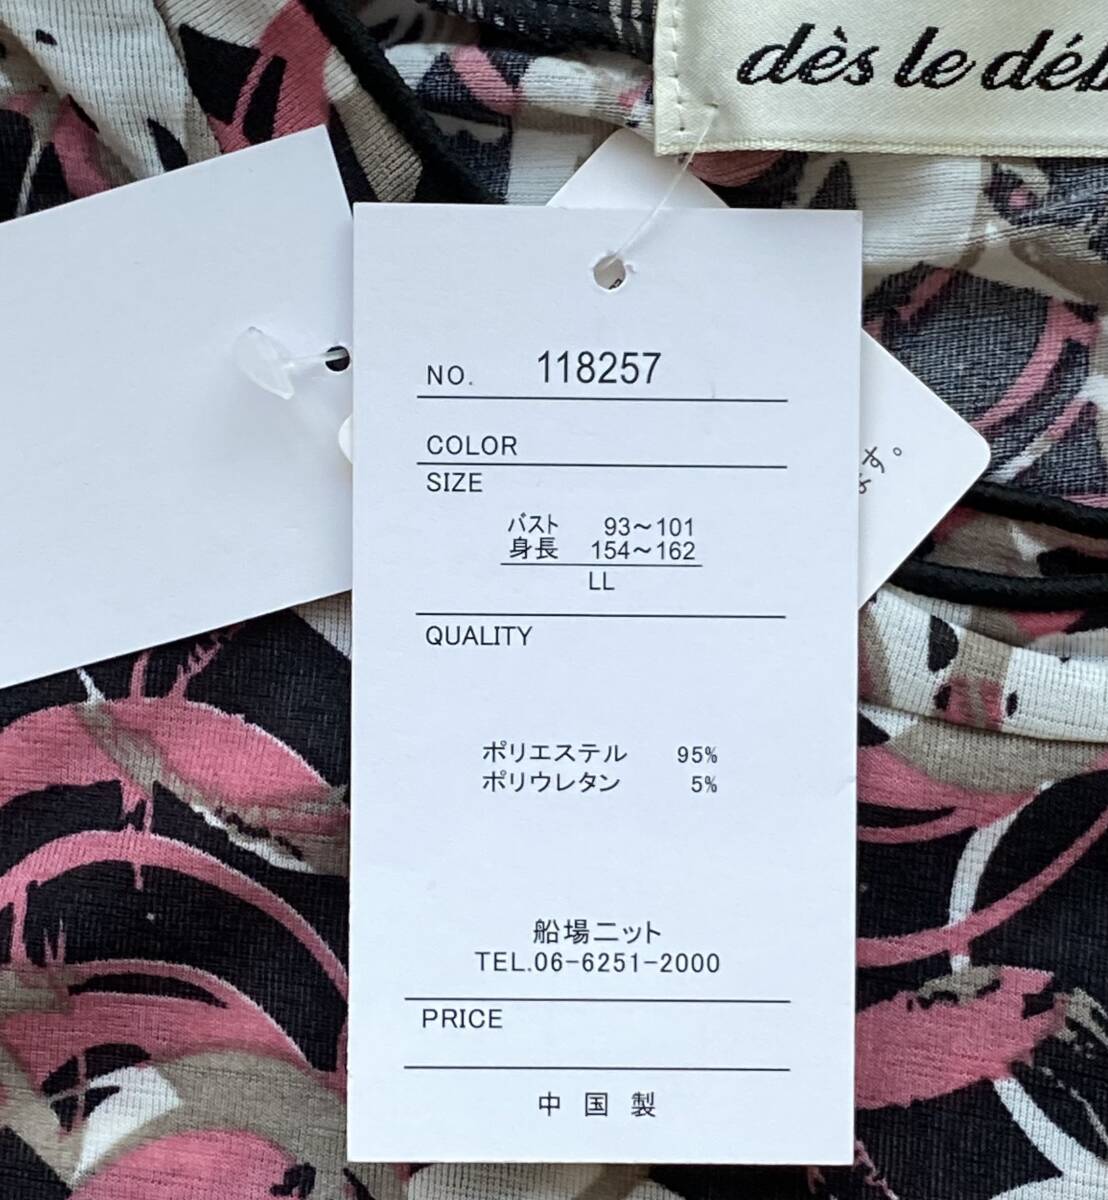 dès le déb
NO. 118257
COLOR
SIZE
バスト 93〜101
身長 154〜162
LL
QUALITY
ポリエステル 95%
ポリウレタン 5%
船場ニット
TEL.06-6251-2000
PRICE
中国製
ます。